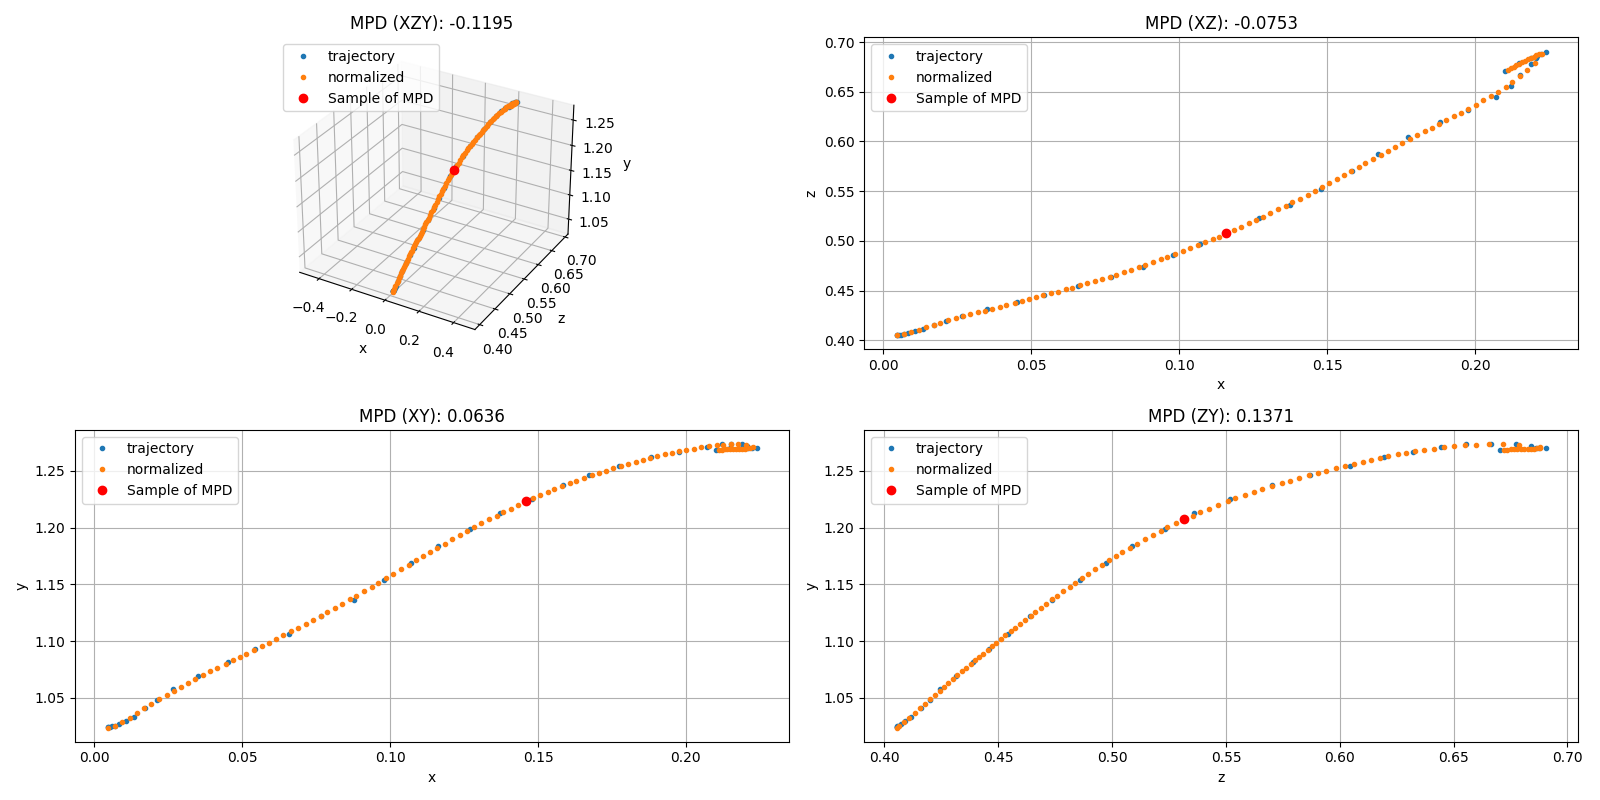 MPD (XZY): -0.1195
trajectory
normalized
Sample of MPD
1.25
1.20
1.15
1.10
1.05
y
0.70
0.65
0.60
0.55
0.50
0.45
0.40
z
−0.4
−0.2
0.0
0.2
0.4
x
MPD (XZ): -0.0753
trajectory
normalized
Sample of MPD
0.70
0.65
0.60
0.55
0.50
0.45
0.40
z
0.00 0.05 0.10 0.15 0.20
x
MPD (XY): 0.0636
trajectory
normalized
Sample of MPD
1.25
1.20
1.15
1.10
1.05
y
0.00 0.05 0.10 0.15 0.20
x
MPD (ZY): 0.1371
trajectory
normalized
Sample of MPD
1.25
1.20
1.15
1.10
1.05
y
0.40 0.45 0.50 0.55 0.60 0.65 0.70
z